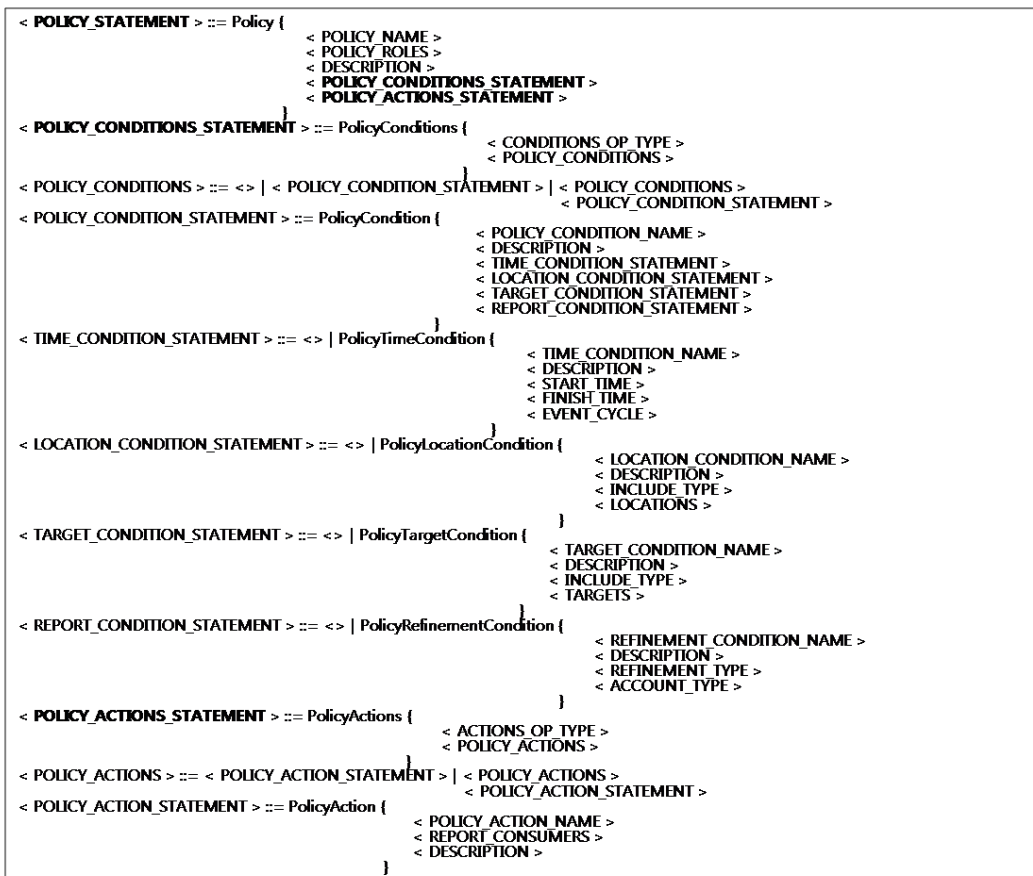 < POLICY_STATEMENT > ::= Policy {
< POLICY_NAME >
< POLICY_ROLES >
< DESCRIPTION >
< POLICY_CONDITIONS_STATEMENT >
< POLICY_ACTIONS_STATEMENT >
}
< POLICY_CONDITIONS_STATEMENT > ::= PolicyConditions {
< CONDITIONS_OP_TYPE >
< POLICY_CONDITIONS >
}
< POLICY_CONDITIONS > ::= <> | < POLICY_CONDITION_STATEMENT > | < POLICY_CONDITIONS >
< POLICY_CONDITION_STATEMENT >
< POLICY_CONDITION_STATEMENT > ::= PolicyCondition {
< POLICY_CONDITION_NAME >
< DESCRIPTION >
< TIME_CONDITION_STATEMENT >
< LOCATION_CONDITION_STATEMENT >
< TARGET_CONDITION_STATEMENT >
< REPORT_CONDITION_STATEMENT >
}
< TIME_CONDITION_STATEMENT > ::= <> | PolicyTimeCondition {
< TIME_CONDITION_NAME >
< DESCRIPTION >
< START_TIME >
< FINISH_TIME >
< EVENT_CYCLE >
}
< LOCATION_CONDITION_STATEMENT > ::= <> | PolicyLocationCondition {
< LOCATION_CONDITION_NAME >
< DESCRIPTION >
< INCLUDE_TYPE >
< LOCATIONS >
}
< TARGET_CONDITION_STATEMENT > ::= <> | PolicyTargetCondition {
< TARGET_CONDITION_NAME >
< DESCRIPTION >
< INCLUDE_TYPE >
< TARGETS >
}
< REPORT_CONDITION_STATEMENT > ::= <> | PolicyRefinementCondition {
< REFINEMENT_CONDITION_NAME >
< DESCRIPTION >
< REFINEMENT_TYPE >
< ACCOUNT_TYPE >
}
< POLICY_ACTIONS_STATEMENT > ::= PolicyActions {
< ACTIONS_OP_TYPE >
< POLICY_ACTIONS >
}
< POLICY_ACTIONS > ::= < POLICY_ACTION_STATEMENT > | < POLICY_ACTIONS >
< POLICY_ACTION_STATEMENT >
< POLICY_ACTION_STATEMENT > ::= PolicyAction {
< POLICY_ACTION_NAME >
< REPORT_CONSUMERS >
< DESCRIPTION >
}